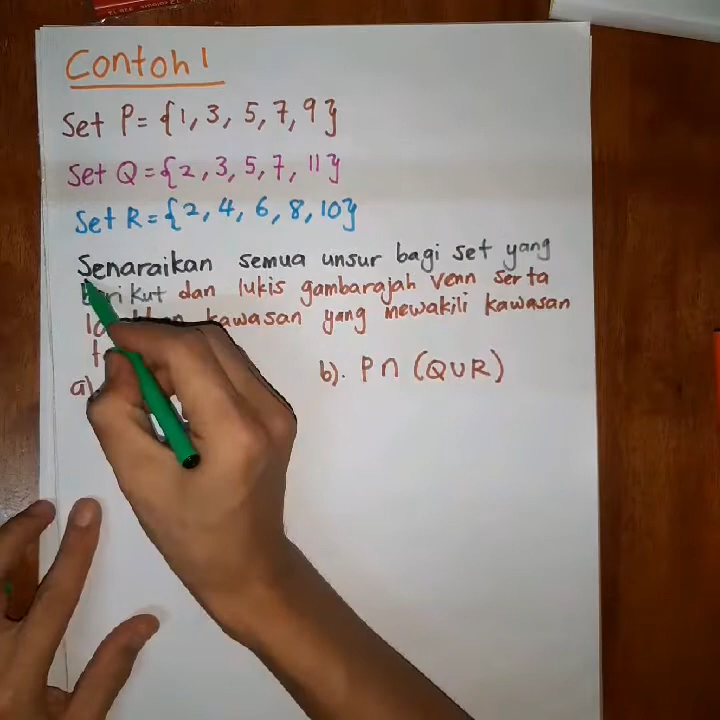 Contoh 1
Set P = {1, 3, 5, 7, 9}
Set Q = {2, 3, 5, 7, 11}
Set R = {2, 4, 6, 8, 10}
Senaraikan semua unsur bagi set yang
dan lukis gambarajah venn serta
kawasan yang mewakili kawasan
a) b). P ∩ (Q ∪ R)